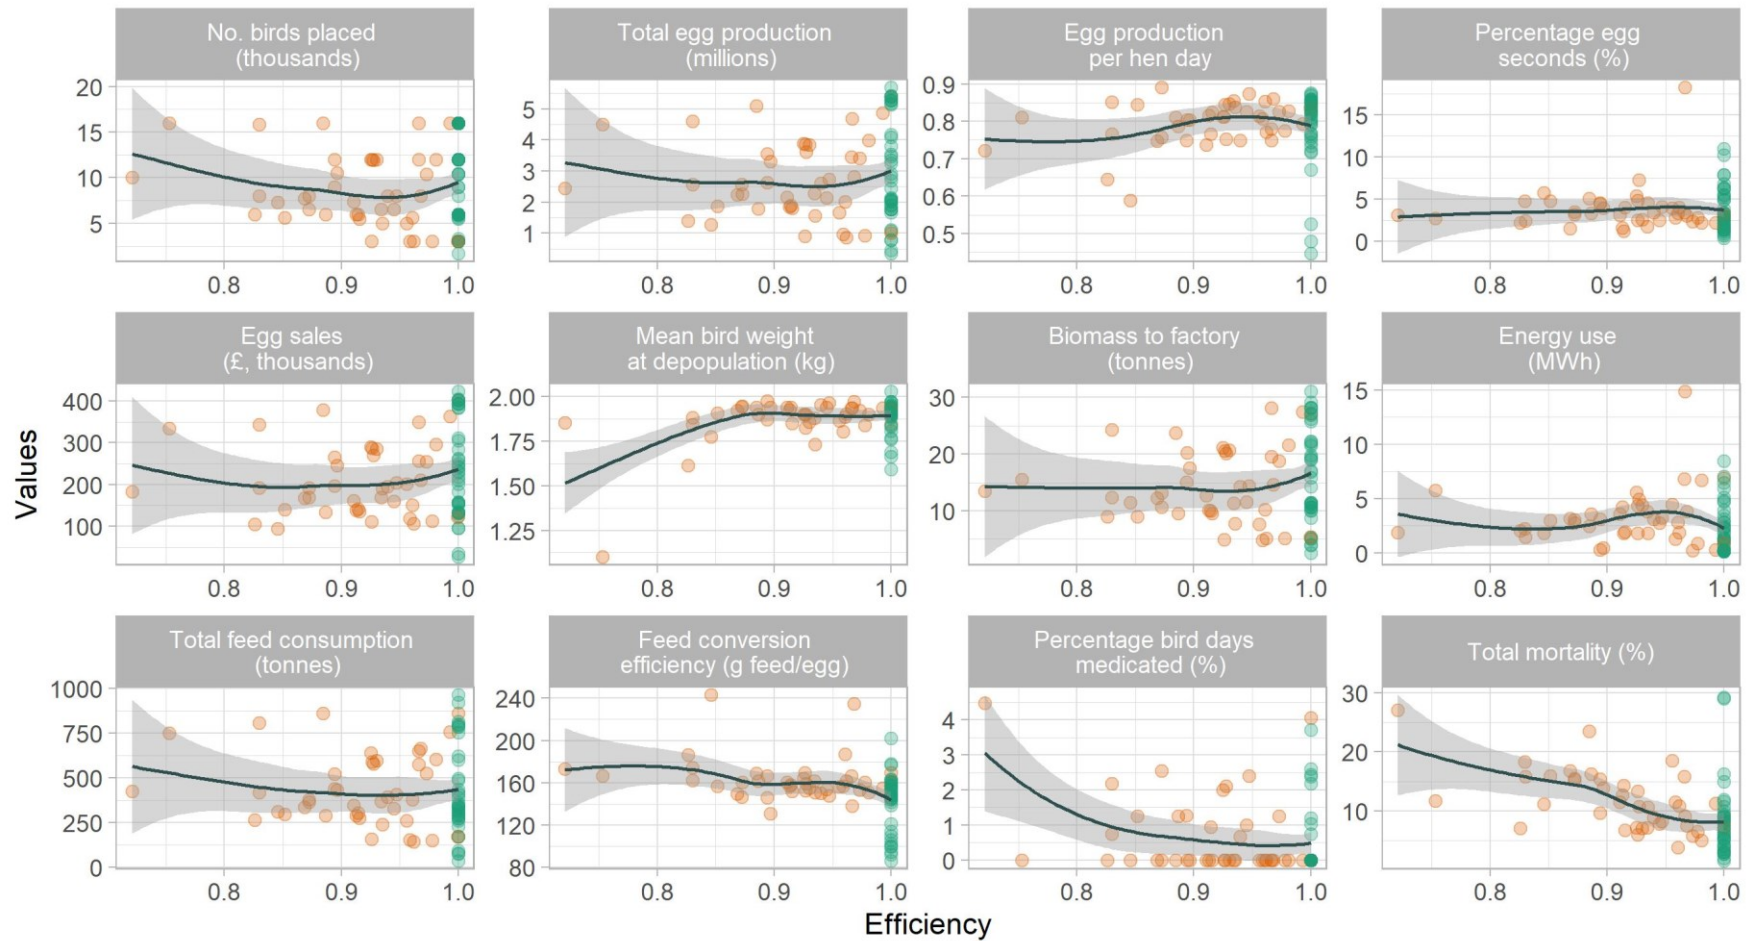 No. birds placed
(thousands)
Total egg production
(millions)
Egg production
per hen day
Percentage egg
seconds (%)
20
15
10
5
5
4
3
2
1
0.9
0.8
0.7
0.6
0.5
15
10
5
0
0.8 0.9 1.0
0.8 0.9 1.0
0.8 0.9 1.0
0.8 0.9 1.0
Egg sales
(£, thousands)
Mean bird weight
at depopulation (kg)
Biomass to factory
(tonnes)
Energy use
(MWh)
Values
400
300
200
100
2.00
1.75
1.50
1.25
30
20
10
15
10
5
0
0.8 0.9 1.0
0.8 0.9 1.0
0.8 0.9 1.0
0.8 0.9 1.0
Total feed consumption
(tonnes)
Feed conversion
efficiency (g feed/egg)
Percentage bird days
medicated (%)
Total mortality (%)
1000
750
500
250
0
240
200
160
120
80
4
3
2
1
0
30
20
10
0.8 0.9 1.0
0.8 0.9 1.0
0.8 0.9 1.0
0.8 0.9 1.0
Efficiency